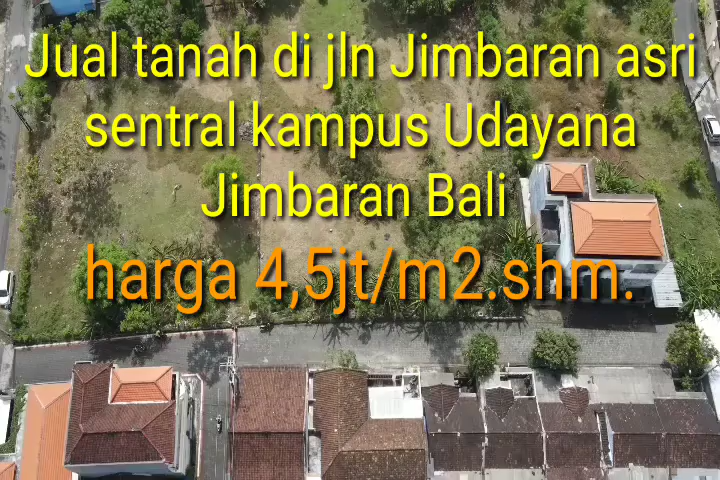 Jual tanah di jln Jimbaran asri
sentral kampus Udayana
Jimbaran Bali
harga 4,5jt/m2.shm.